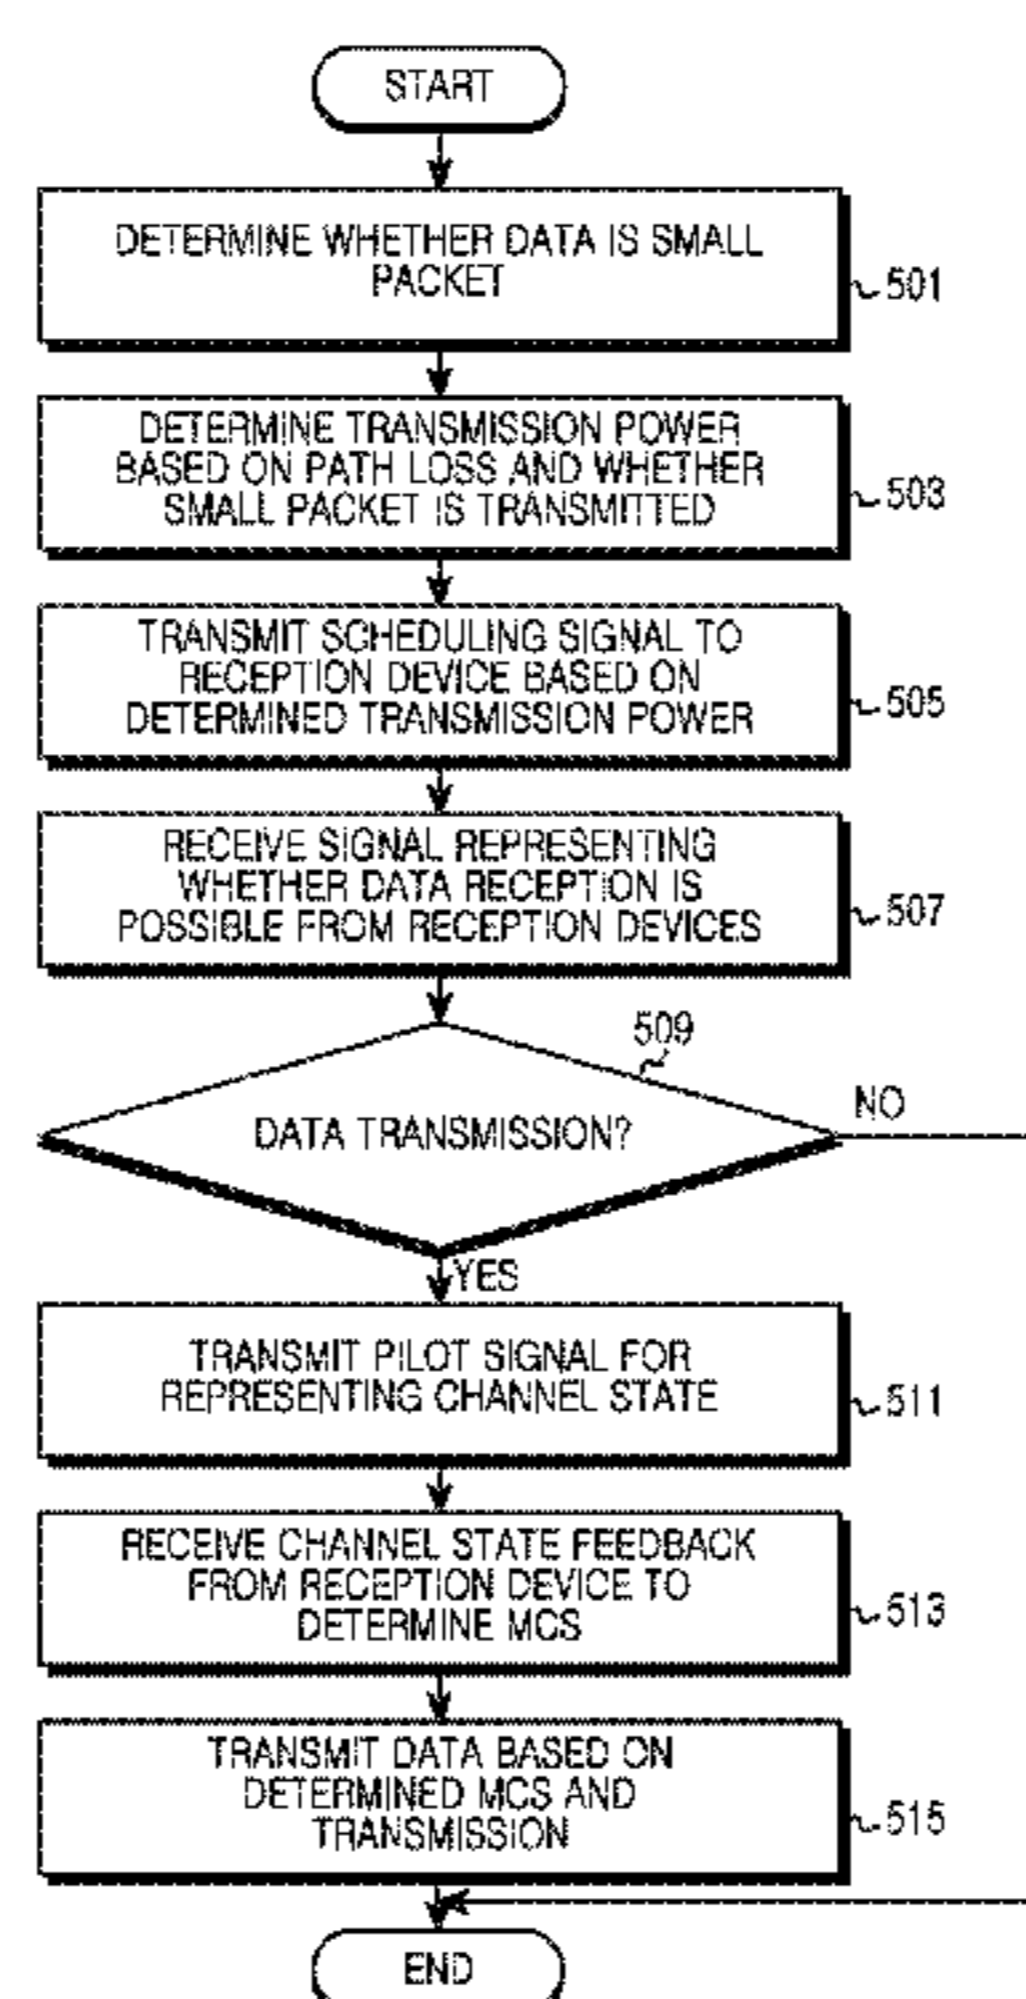 START
DETERMINE WHETHER DATA IS SMALL
PACKET
501
DETERMINE TRANSMISSION POWER
BASED ON PATH LOSS AND WHETHER
SMALL PACKET IS TRANSMITTED
503
TRANSMIT SCHEDULING SIGNAL TO
RECEPTION DEVICE BASED ON
DETERMINED TRANSMISSION POWER
505
RECEIVE SIGNAL REPRESENTING
WHETHER DATA RECEPTION IS
POSSIBLE FROM RECEPTION DEVICES
507
509
DATA TRANSMISSION?
NO
YES
TRANSMIT PILOT SIGNAL FOR
REPRESENTING CHANNEL STATE
511
RECEIVE CHANNEL STATE FEEDBACK
FROM RECEPTION DEVICE TO
DETERMINE MCS
513
TRANSMIT DATA BASED ON
DETERMINED MCS AND
TRANSMISSION
515
END